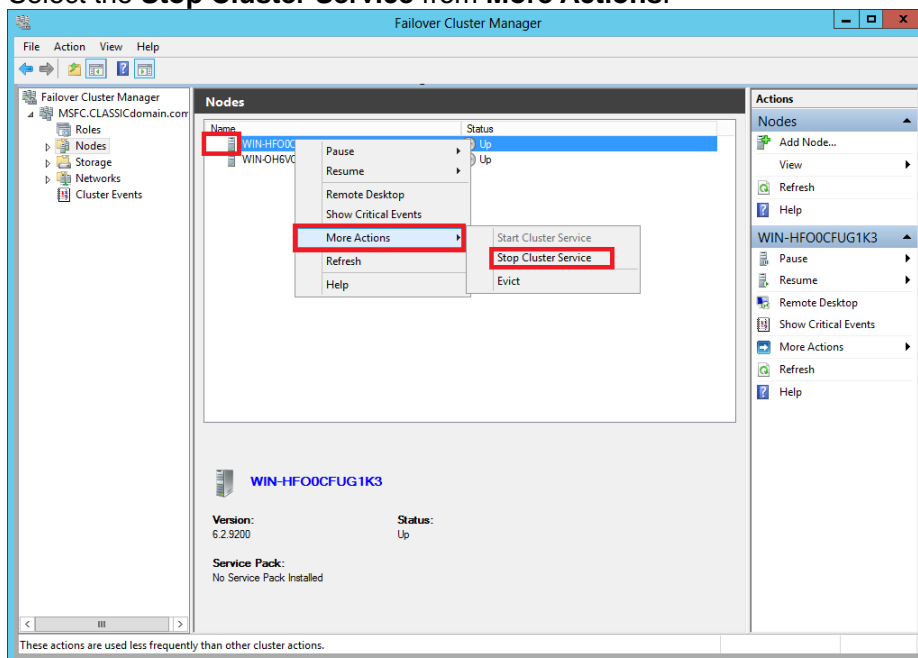 Select the Stop Cluster Service from More Actions.
Failover Cluster Manager
File Action View Help
Failover Cluster Manager
MSFC.CLASSICdomain.com
Roles
Nodes
Storage
Networks
Cluster Events
Nodes
Name Status
WIN-HFO0C Up
WIN-OH6VC Up
Pause
Resume
Remote Desktop
Show Critical Events
More Actions
Refresh
Help
Start Cluster Service
Stop Cluster Service
Evict
WIN-HFO0CFUG1K3
Version: Status:
6.2.9200 Up
Service Pack:
No Service Pack Installed
Actions
Nodes
Add Node...
View
Refresh
Help
WIN-HFO0CFUG1K3
Pause
Resume
Remote Desktop
Show Critical Events
More Actions
Refresh
Help
These actions are used less frequently than other cluster actions.